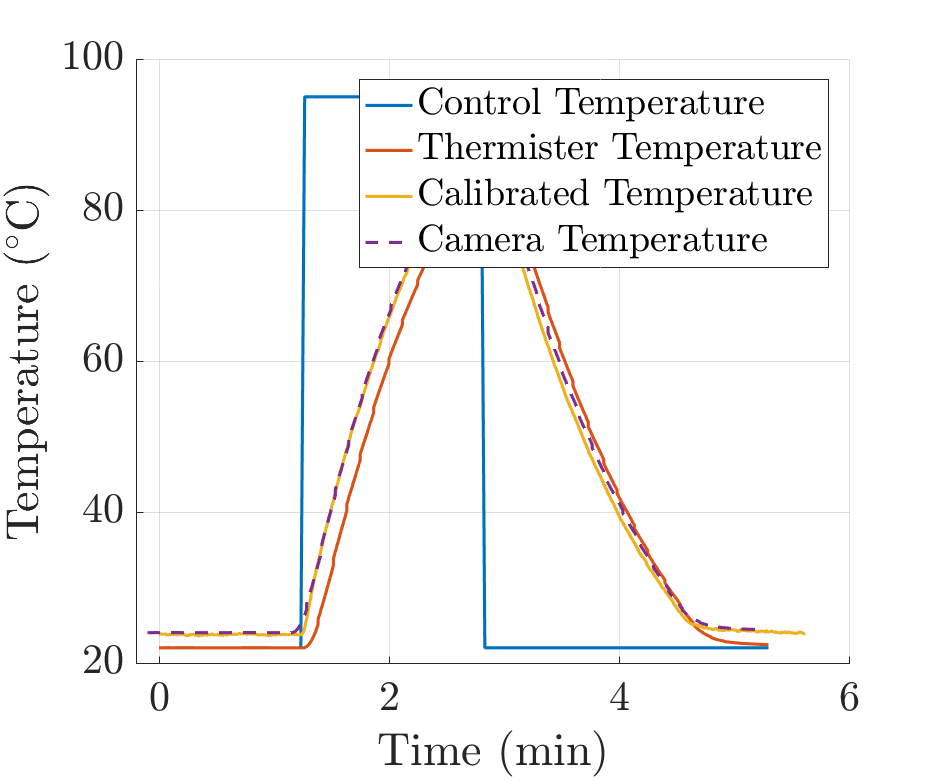 100
80
60
40
20
0 2 4 6
Temperature (°C)
Time (min)
Control Temperature
Thermister Temperature
Calibrated Temperature
Camera Temperature